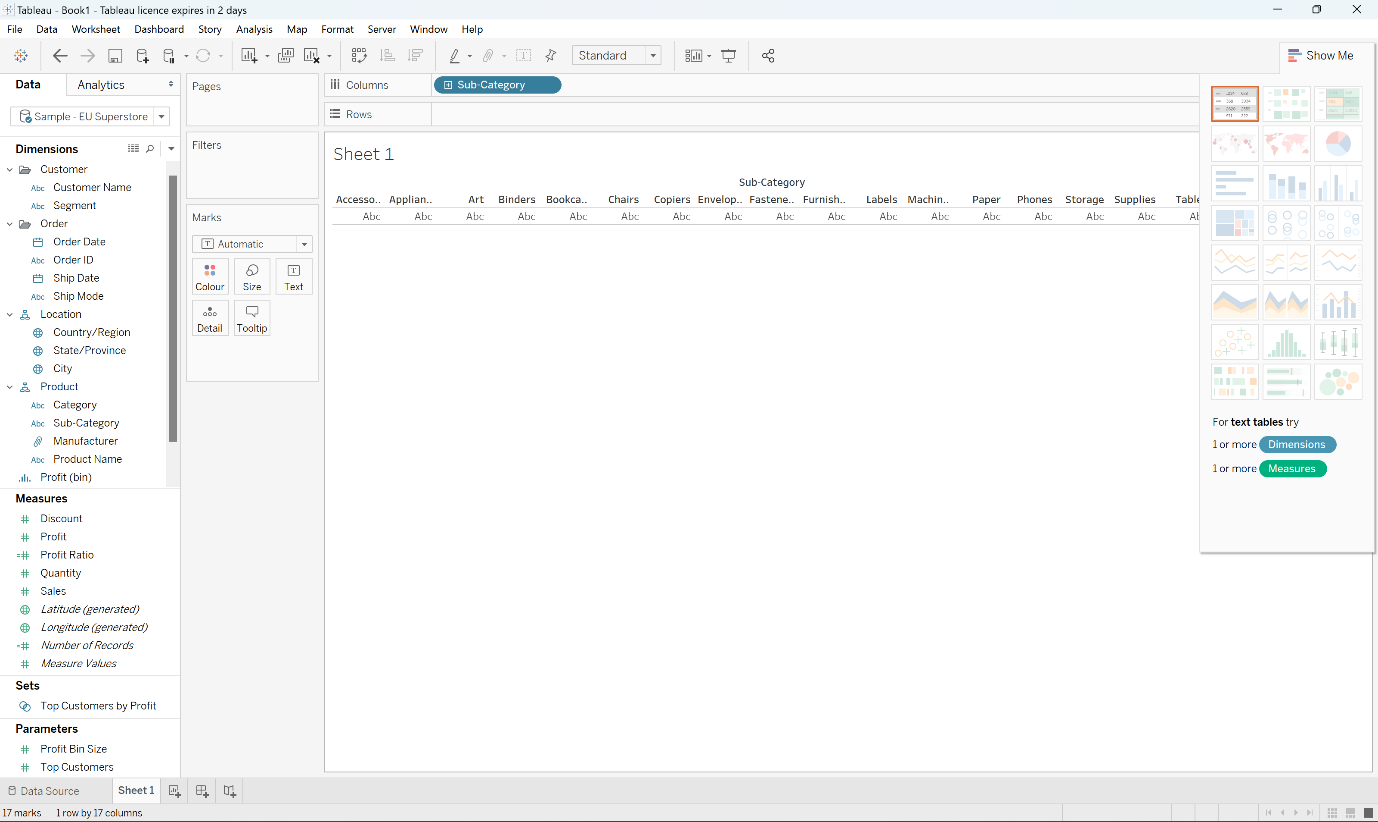 Tableau - Book1 - Tableau licence expires in 2 days
File Data Worksheet Dashboard Story Analysis Map Format Server Window Help
Standard
Show Me
Data
Analytics
Sample - EU Superstore
Dimensions
Customer
Abc Customer Name
Abc Segment
Order
Order Date
Abc Order ID
Ship Date
Abc Ship Mode
Location
Country/Region
State/Province
City
Product
Abc Category
Abc Sub-Category
Manufacturer
Abc Product Name
Profit (bin)
Measures
# Discount
# Profit
=# Profit Ratio
# Quantity
# Sales
Latitude (generated)
Longitude (generated)
=# Number of Records
# Measure Values
Sets
Top Customers by Profit
Parameters
# Profit Bin Size
# Top Customers
Pages
Filters
Marks
T Automatic
Colour Size Text
Detail Tooltip
Columns
Sub-Category
Rows
Sheet 1
Sub-Category
Accesso.. Applian.. Art Binders Bookca.. Chairs Copiers Envelop.. Fastene.. Furnish.. Labels Machin.. Paper Phones Storage Supplies Table
Abc Abc Abc Abc Abc Abc Abc Abc Abc Abc Abc Abc Abc Abc Abc Abc
For text tables try
1 or more Dimensions
1 or more Measures
Data Source
Sheet 1
17 marks 1 row by 17 columns